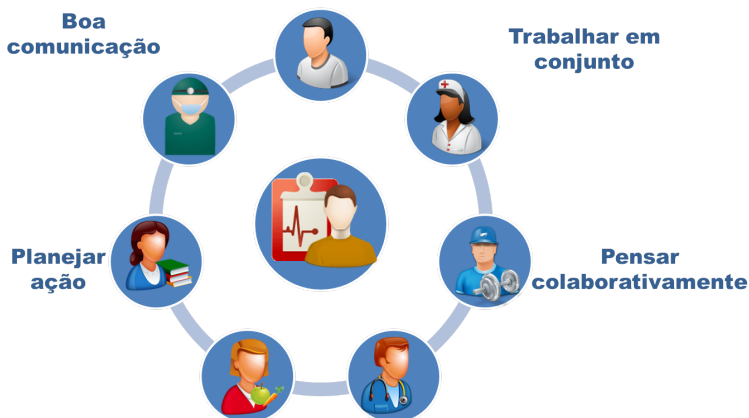 Boa
comunicação
Trabalhar em
conjunto
Planejar
ação
Pensar
colaborativamente